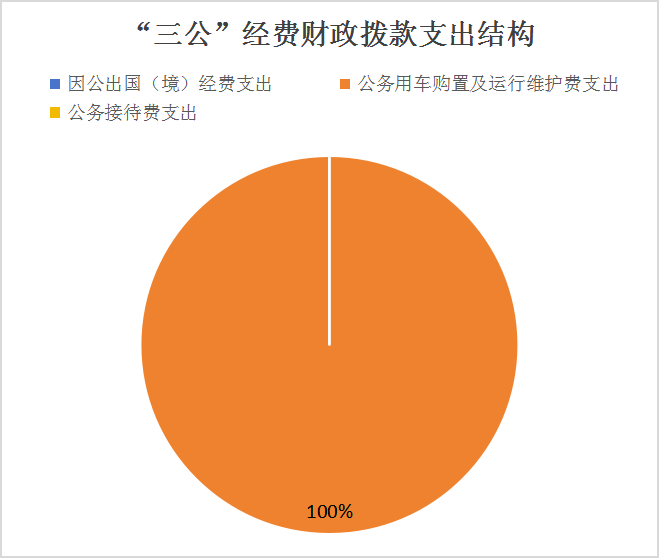 “三公”经费财政拨款支出结构
因公出国（境）经费支出 公务用车购置及运行维护费支出
公务接待费支出
100%